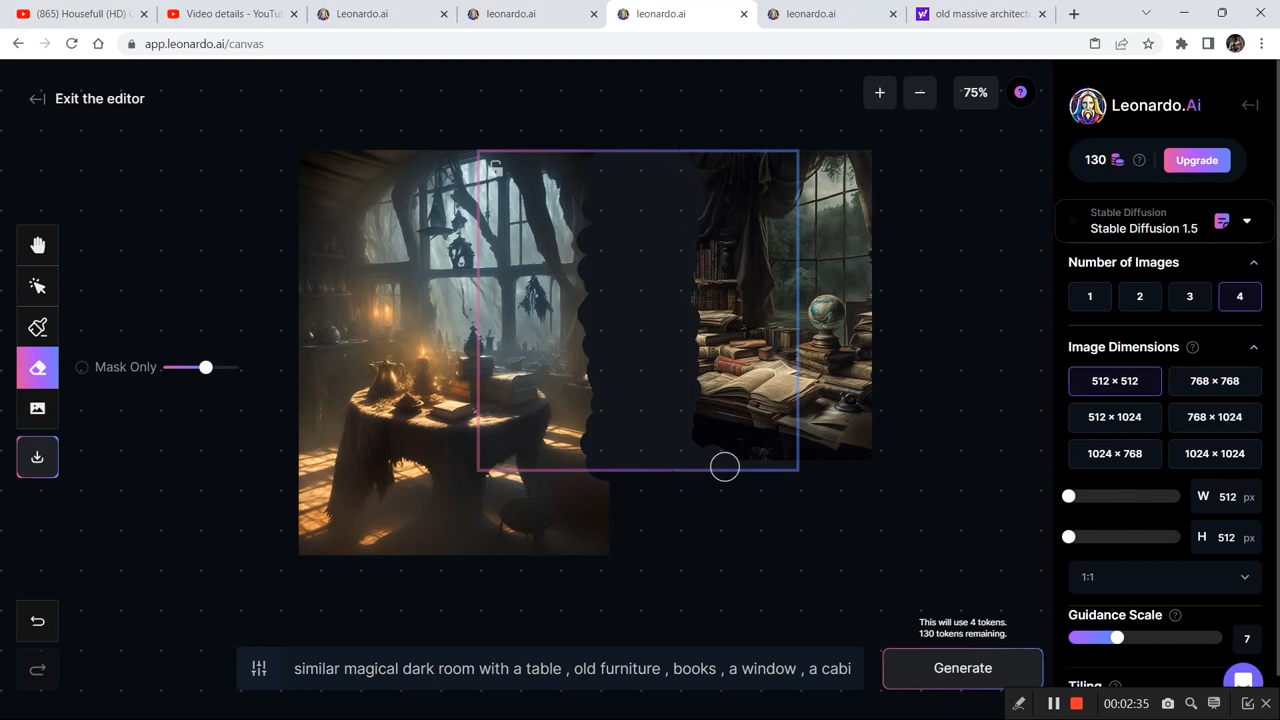 (865) Housefull (HD) C
Video details - YouTu
Leonardo.ai
leonardo.ai
leonardo.ai
leonardo.ai
old massive architectu
app.leonardo.ai/canvas
Exit the editor
75%
Leonardo.Ai
130
Upgrade
Stable Diffusion
Stable Diffusion 1.5
Number of Images
1 2 3 4
Image Dimensions
512 × 512 768 × 768
512 × 1024 768 × 1024
1024 × 768 1024 × 1024
Mask Only
W 512 px
H 512 px
1:1
Guidance Scale
7
This will use 4 tokens.
130 tokens remaining.
similar magical dark room with a table , old furniture , books , a window , a cabi
Generate
Tiling
00:02:35